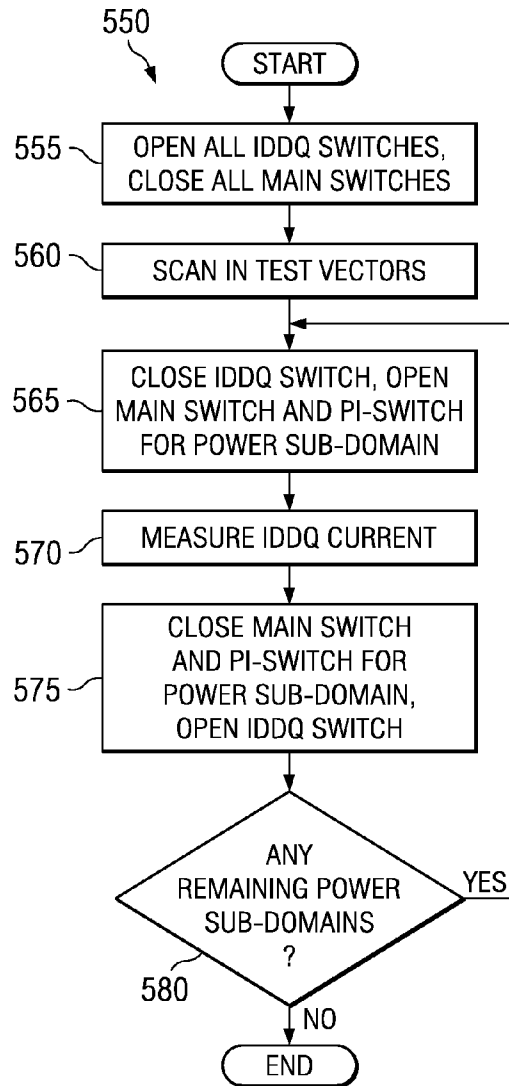 550
START
555
OPEN ALL IDDQ SWITCHES,
CLOSE ALL MAIN SWITCHES
560
SCAN IN TEST VECTORS
565
CLOSE IDDQ SWITCH, OPEN
MAIN SWITCH AND PI-SWITCH
FOR POWER SUB-DOMAIN
570
MEASURE IDDQ CURRENT
575
CLOSE MAIN SWITCH
AND PI-SWITCH FOR
POWER SUB-DOMAIN,
OPEN IDDQ SWITCH
ANY
REMAINING POWER
SUB-DOMAINS
?
YES
580
NO
END